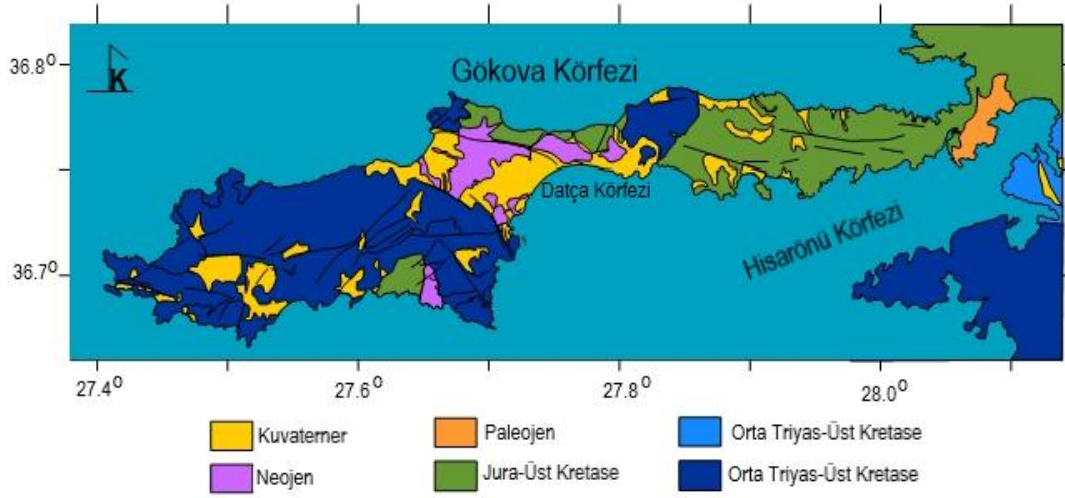 36.8⁰
K
Gökova Körfezi
Datça Körfezi
Hisarönü Körfezi
36.7⁰
27.4⁰ 27.6⁰ 27.8⁰ 28.0⁰
Kuvaterner Paleojen Orta Triyas-Üst Kretase
Neojen Jura-Üst Kretase Orta Triyas-Üst Kretase